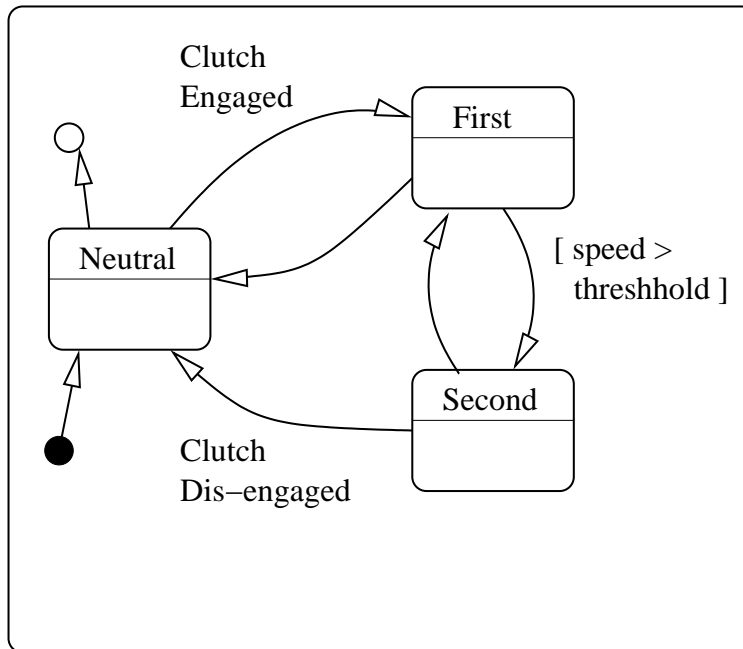 Clutch
Engaged
First
Neutral
[ speed >
threshhold ]
Second
Clutch
Dis−engaged